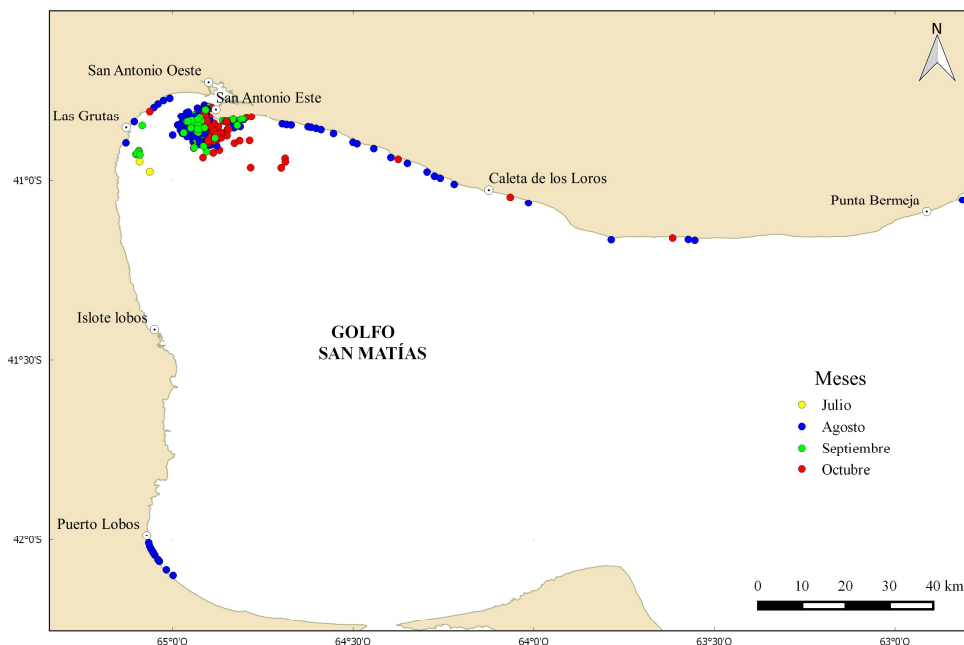 N
San Antonio Oeste
San Antonio Este
Las Grutas
41°0'S
Caleta de los Loros
Punta Bermeja
Islote lobos
GOLFO
SAN MATÍAS
41°30'S
Meses
Julio
Agosto
Septiembre
Octubre
Puerto Lobos
42°0'S
0 10 20 30 40 km
65°0'O 64°30'O 64°0'O 63°30'O 63°0'O